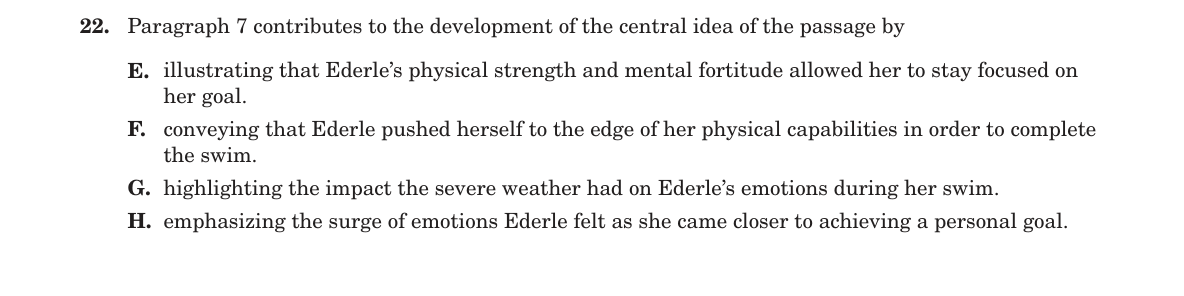 22. Paragraph 7 contributes to the development of the central idea of the passage by
E. illustrating that Ederle’s physical strength and mental fortitude allowed her to stay focused on
her goal.
F. conveying that Ederle pushed herself to the edge of her physical capabilities in order to complete
the swim.
G. highlighting the impact the severe weather had on Ederle’s emotions during her swim.
H. emphasizing the surge of emotions Ederle felt as she came closer to achieving a personal goal.